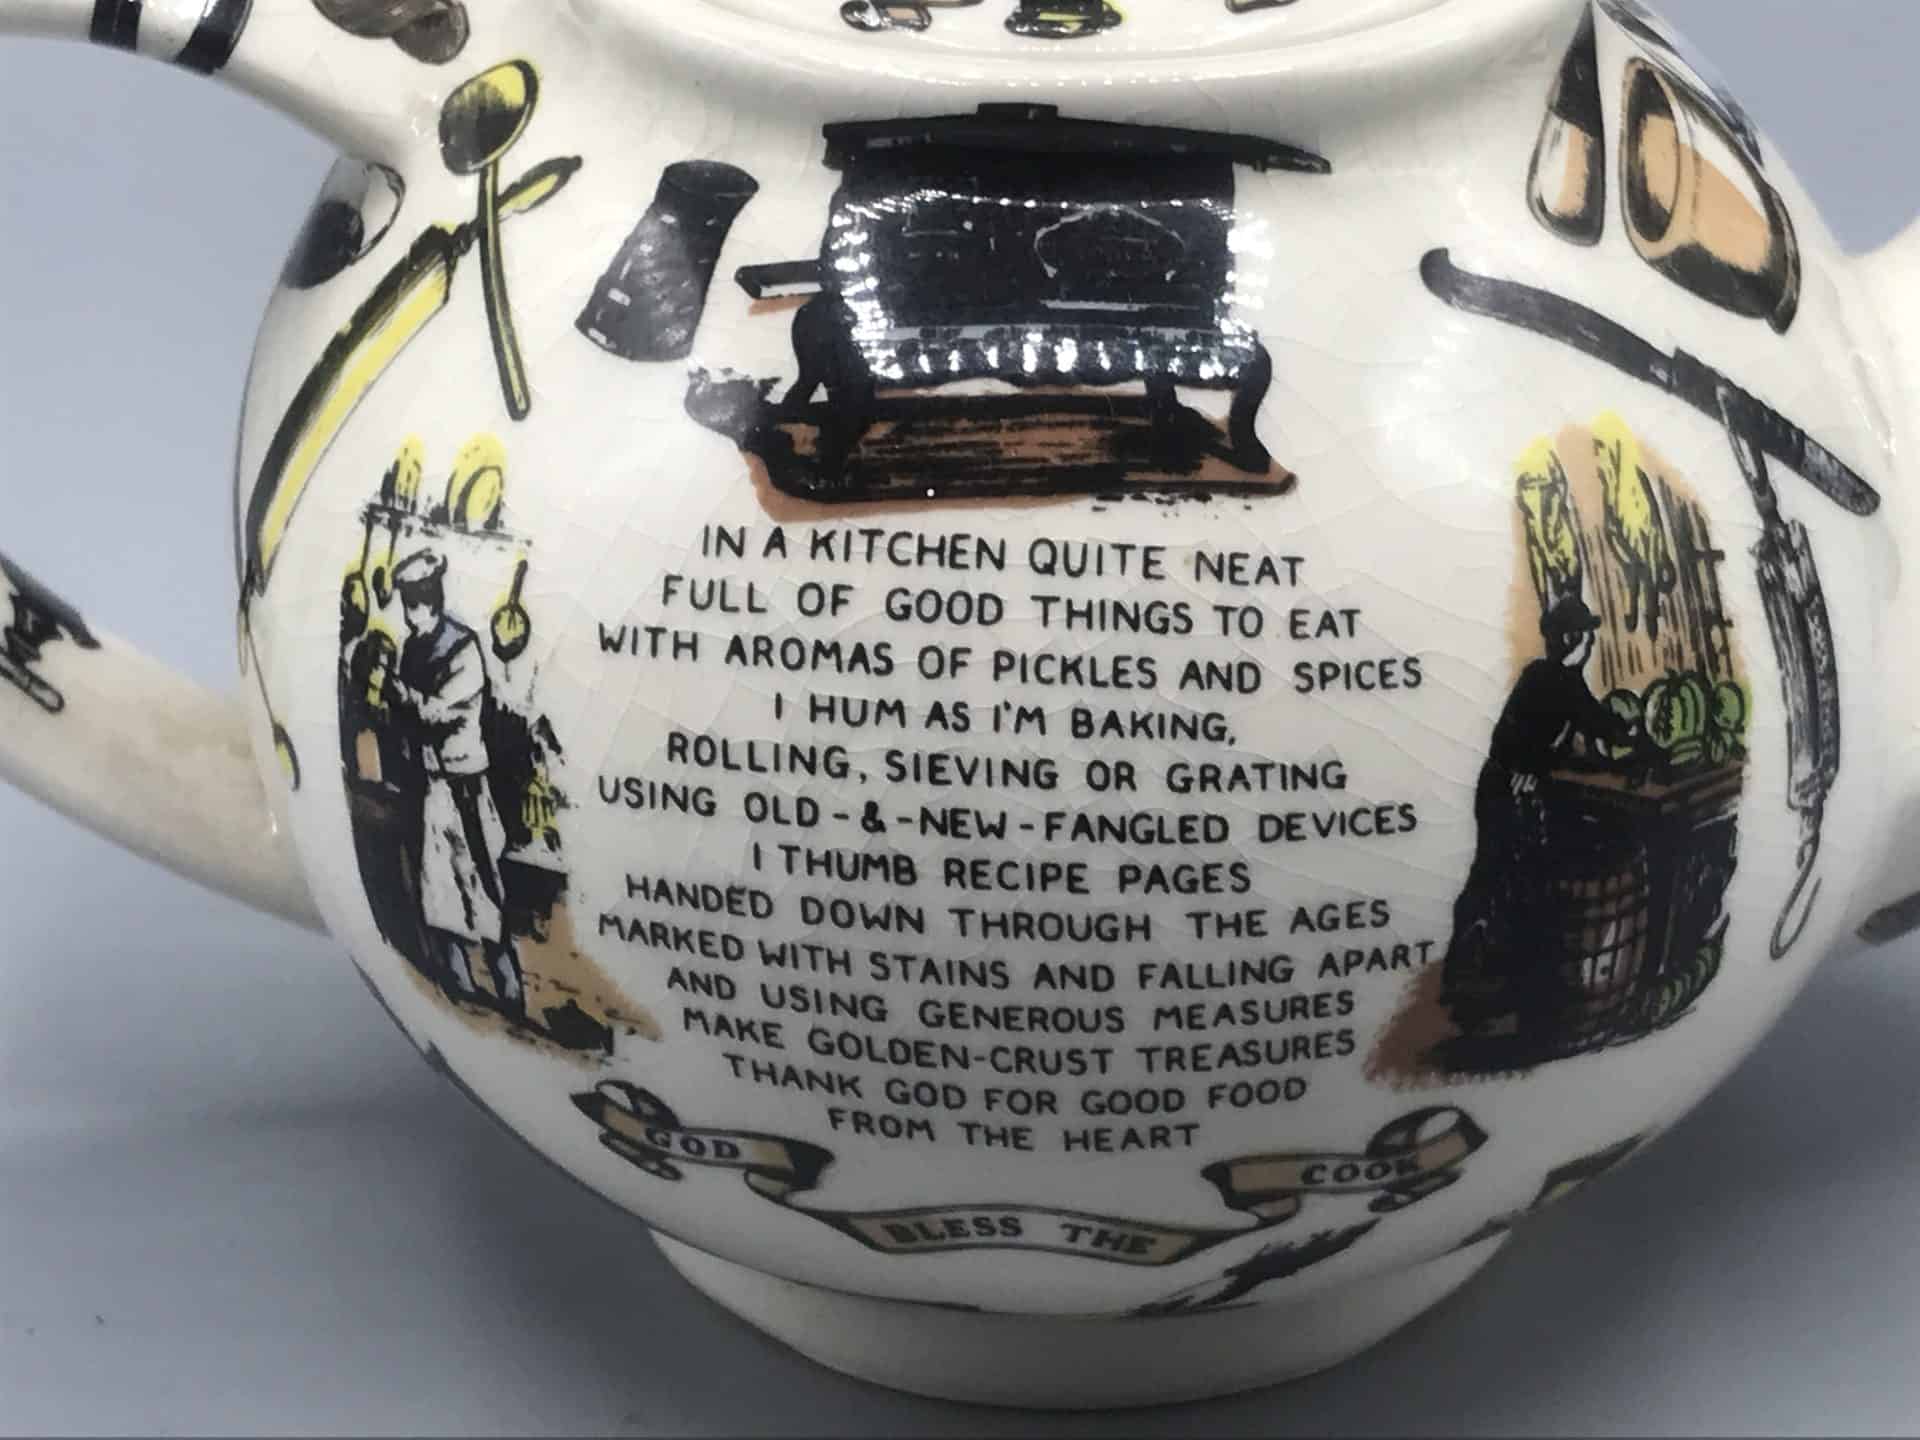 IN A KITCHEN QUITE NEAT
FULL OF GOOD THINGS TO EAT
WITH AROMAS OF PICKLES AND SPICES
I HUM AS I'M BAKING,
ROLLING, SIEVING OR GRATING
USING OLD-&-NEW-FANGLED DEVICES
I THUMB RECIPE PAGES
HANDED DOWN THROUGH THE AGES
MARKED WITH STAINS AND FALLING APART
AND USING GENEROUS MEASURES
MAKE GOLDEN-CRUST TREASURES
THANK GOD FOR GOOD FOOD
FROM THE HEART
GOD
BLESS THE
COOK